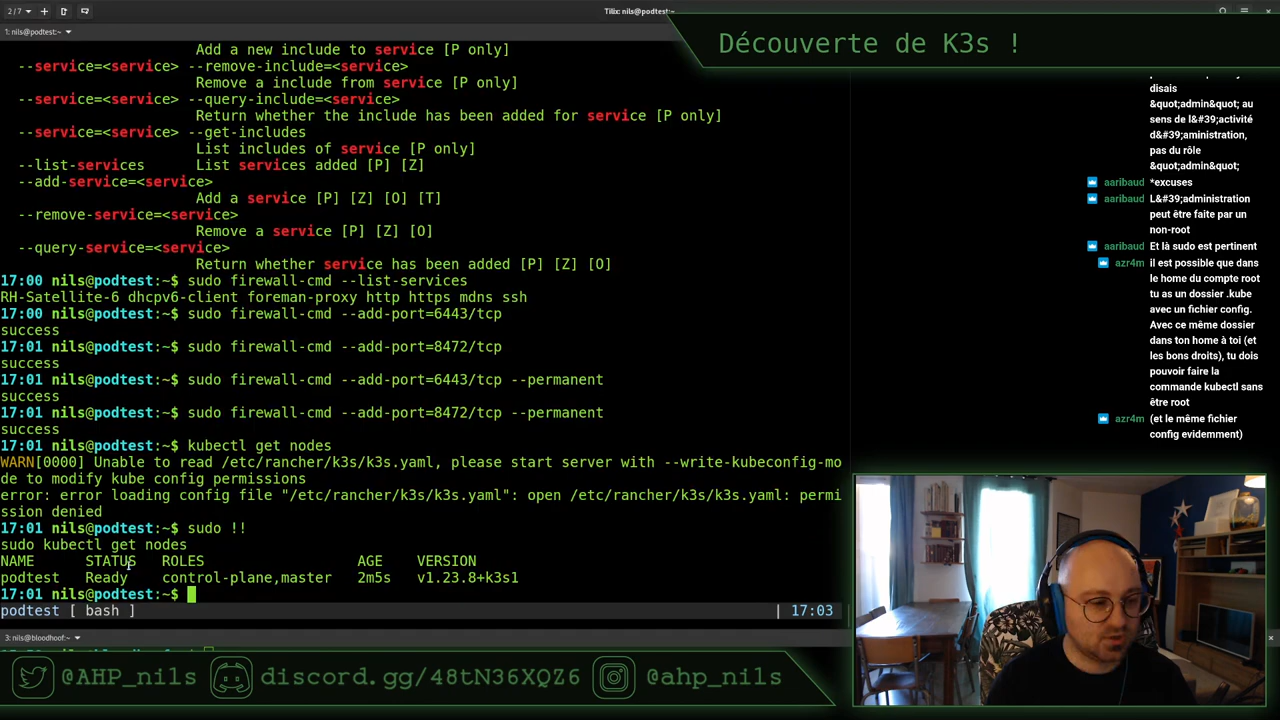 2/7
Tilix: nils@podtest:~
1: nils@podtest:~
Découverte de K3s !
Add a new include to service [P only]
--service=<service> --remove-include=<service>
Remove a include from service [P only]
--service=<service> --query-include=<service>
Return whether the include has been added for service [P only]
--service=<service> --get-includes
List includes of service [P only]
--list-services      List services added [P] [Z]
--add-service=<service>
Add a service [P] [Z] [O] [T]
--remove-service=<service>
Remove a service [P] [Z] [O]
--query-service=<service>
Return whether service has been added [P] [Z] [O]
17:00 nils@podtest:~$ sudo firewall-cmd --list-services
RH-Satellite-6 dhcpv6-client foreman-proxy http https mdns ssh
17:00 nils@podtest:~$ sudo firewall-cmd --add-port=6443/tcp
success
17:01 nils@podtest:~$ sudo firewall-cmd --add-port=8472/tcp
success
17:01 nils@podtest:~$ sudo firewall-cmd --add-port=6443/tcp --permanent
success
17:01 nils@podtest:~$ sudo firewall-cmd --add-port=8472/tcp --permanent
success
17:01 nils@podtest:~$ kubectl get nodes
WARN[0000] Unable to read /etc/rancher/k3s/k3s.yaml, please start server with --write-kubeconfig-mo
de to modify kube config permissions
error: error loading config file "/etc/rancher/k3s/k3s.yaml": open /etc/rancher/k3s/k3s.yaml: permi
ssion denied
17:01 nils@podtest:~$ sudo !!
sudo kubectl get nodes
NAME      STATUS   ROLES                  AGE    VERSION
podtest   Ready    control-plane,master   2m5s   v1.23.8+k3s1
17:01 nils@podtest:~$
podtest [ bash ] | 17:03
3: nils@bloodhoof:~
disais
&quot;admin&quot; au
sens de l&#39;activité
d&#39;aministration,
pas du rôle
&quot;admin&quot;
aaribaud *excuses
aaribaud L&#39;administration
peut être faite par un
non-root
aaribaud Et là sudo est pertinent
azr4m il est possible que dans
le home du compte root
tu as un dossier .kube
avec un fichier config.
Avec ce même dossier
dans ton home à toi (et
les bons droits), tu dois
pouvoir faire la
commande kubectl sans
être root
azr4m (et le même fichier
config evidemment)
@AHP_nils discord.gg/48tN36XQZ6 @ahp_nils